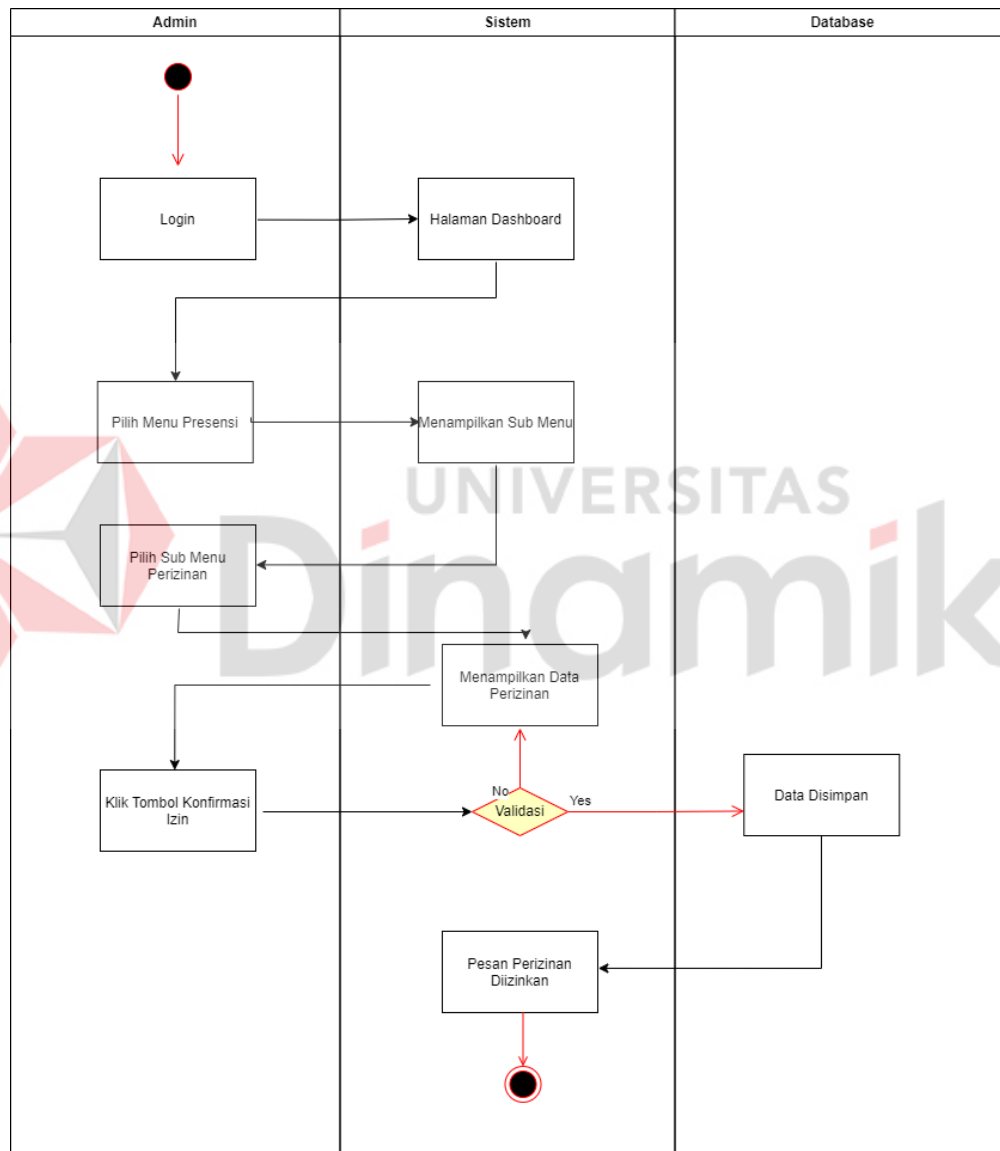 Admin
Sistem
Database
Login
Halaman Dashboard
Pilih Menu Presensi
Menampilkan Sub Menu
UNIVERSITAS
Dinamika
Pilih Sub Menu
Perizinan
Menampilkan Data
Perizinan
Klik Tombol Konfirmasi
Izin
No
Validasi
Yes
Data Disimpan
Pesan Perizinan
Diizinkan